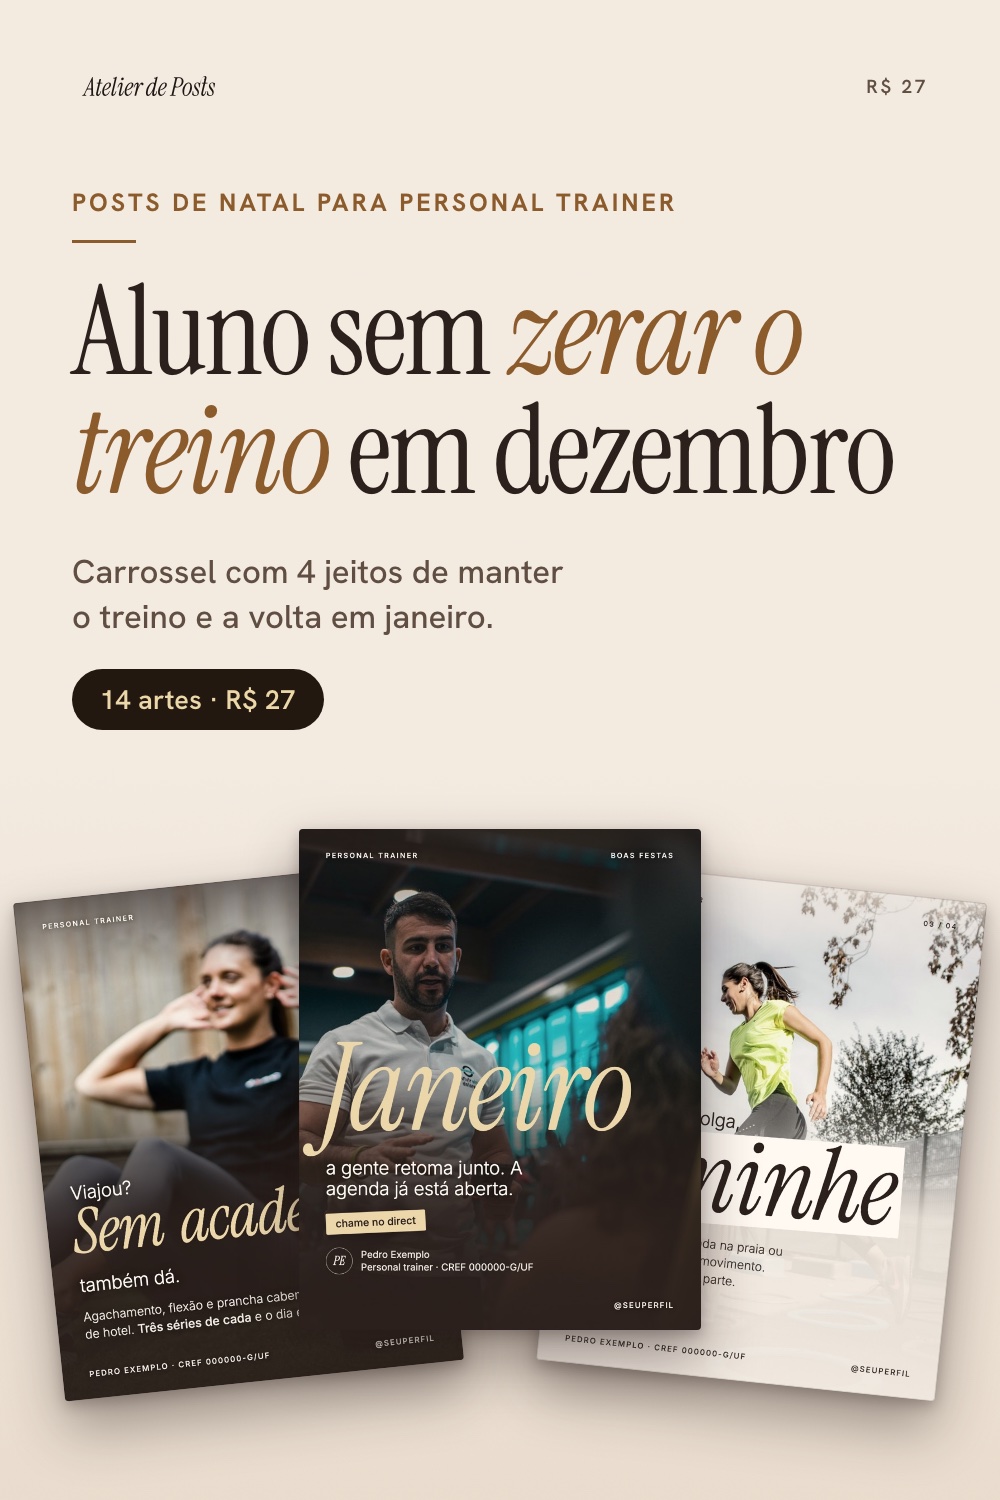 Atelier de Posts
R$ 27
POSTS DE NATAL PARA PERSONAL TRAINER
Aluno sem zerar o
treino em dezembro
Carrossel com 4 jeitos de manter
o treino e a volta em janeiro.
14 artes · R$ 27
PERSONAL TRAINER
Viajou?
Sem acade
também dá.
Agachamento, flexão e prancha caber
de hotel. Três séries de cada e o dia
PEDRO EXEMPLO · CREF 000000-G/UF
@SEUPERFIL
PERSONAL TRAINER
BOAS FESTAS
Janeiro
a gente retoma junto. A
agenda já está aberta.
chame no direct
PE
Pedro Exemplo
Personal trainer · CREF 000000-G/UF
@SEUPERFIL
03 / 04
olga,
minhe
da na praia ou
movimento.
parte.
PEDRO EXEMPLO · CREF 000000-G/UF
@SEUPERFIL